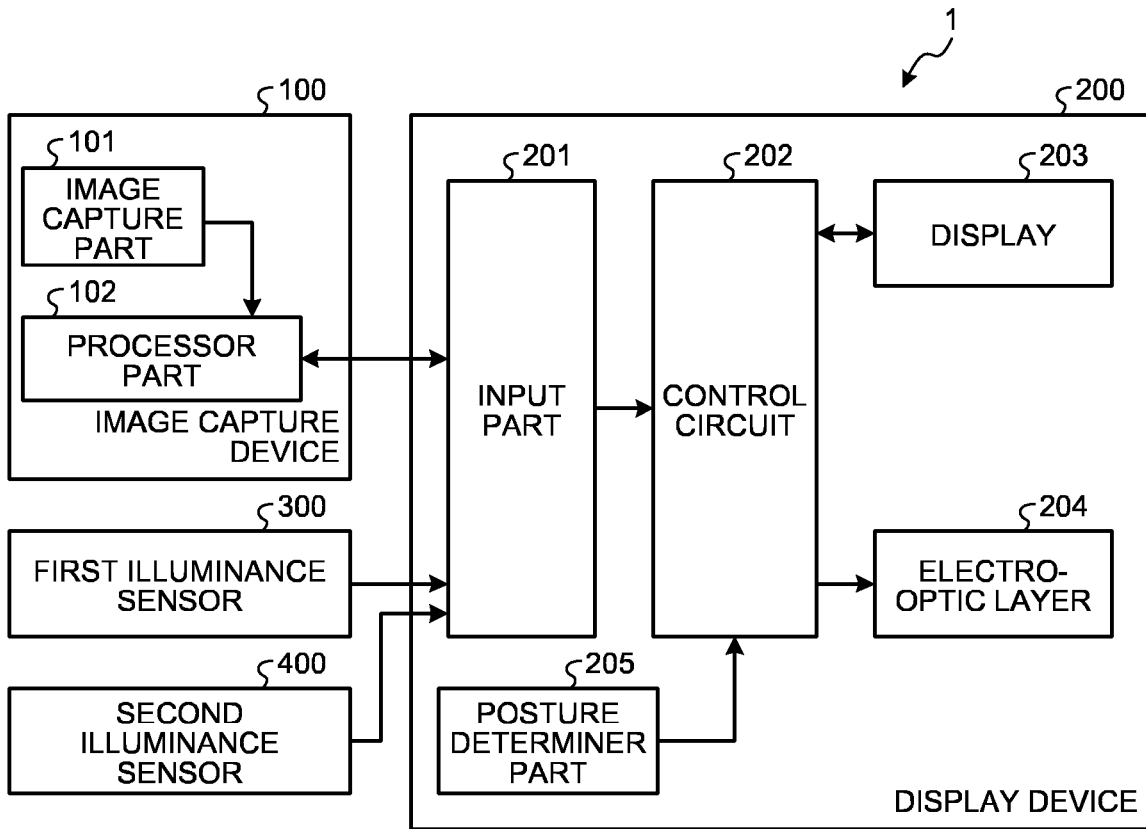 1
100
200
101
IMAGE
CAPTURE
PART
102
PROCESSOR
PART
IMAGE CAPTURE
DEVICE
201
INPUT
PART
202
CONTROL
CIRCUIT
203
DISPLAY
300
FIRST ILLUMINANCE
SENSOR
204
ELECTRO-
OPTIC LAYER
400
SECOND
ILLUMINANCE
SENSOR
205
POSTURE
DETERMINER
PART
DISPLAY DEVICE